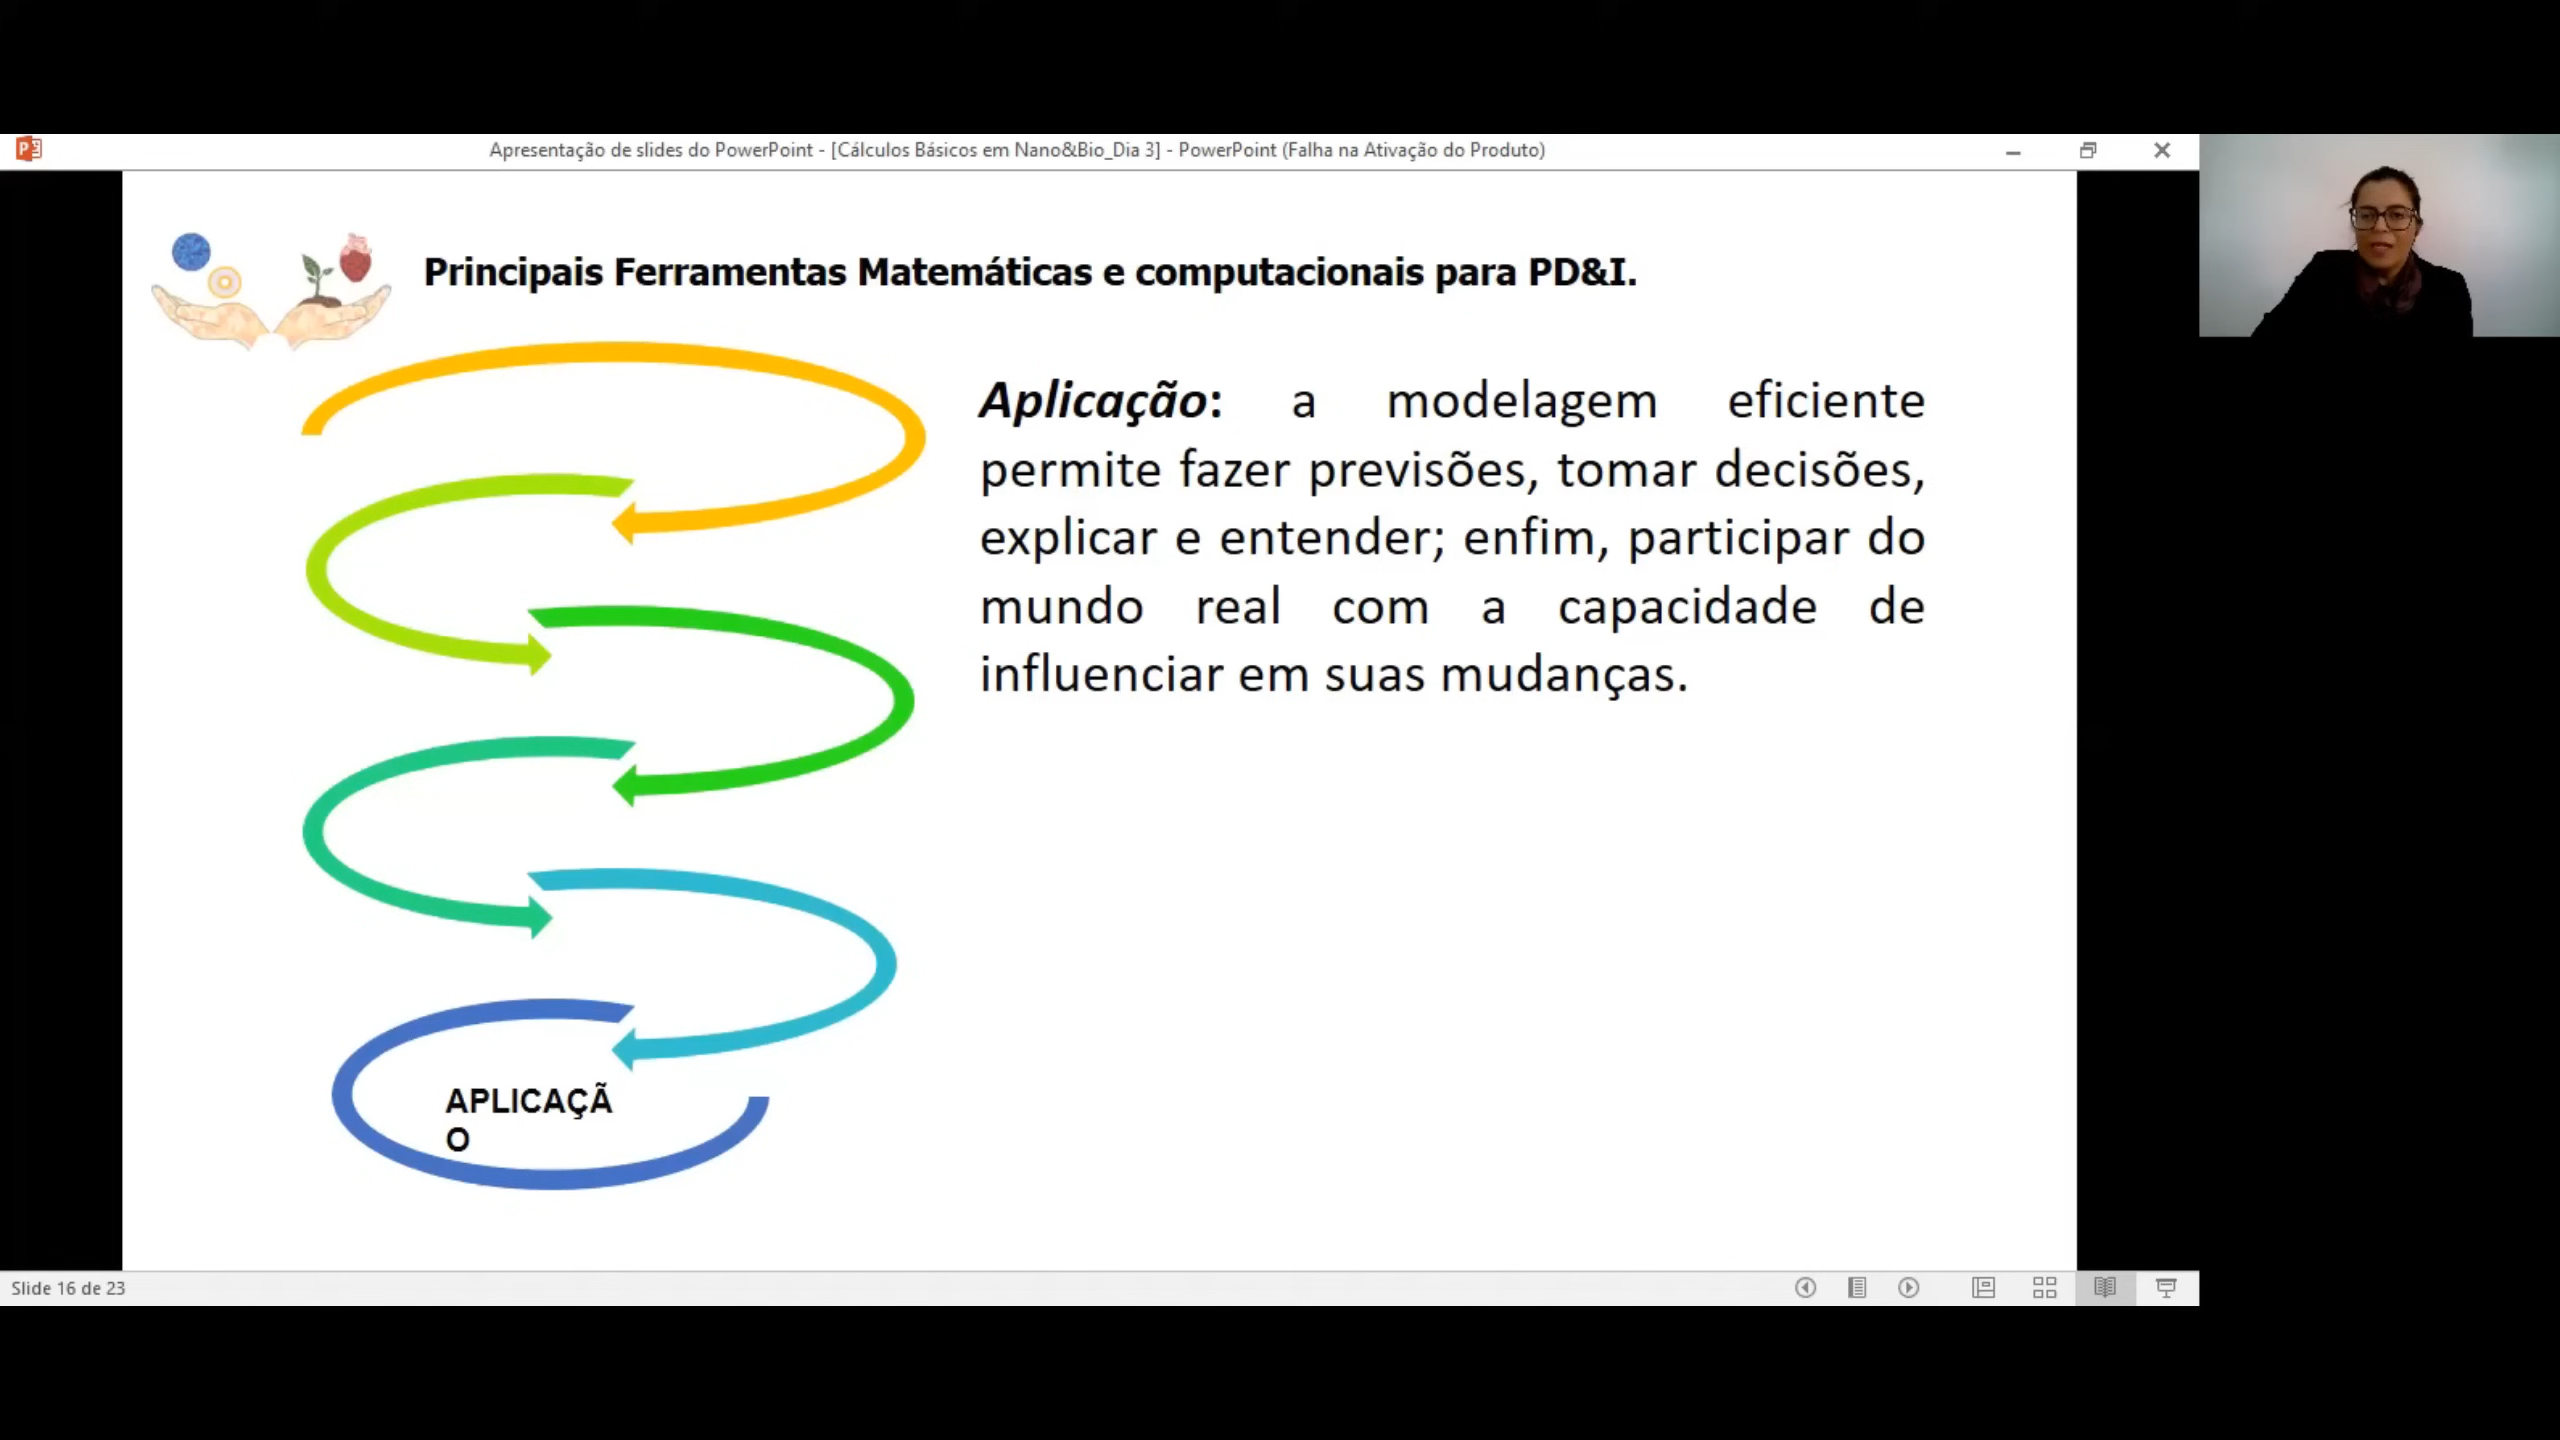 Apresentação de slides do PowerPoint - [Cálculos Básicos em Nano&Bio_Dia 3] - PowerPoint (Falha na Ativação do Produto)
Principais Ferramentas Matemáticas e computacionais para PD&I.
Aplicação: a modelagem eficiente
permite fazer previsões, tomar decisões,
explicar e entender; enfim, participar do
mundo real com a capacidade de
influenciar em suas mudanças.
APLICAÇÃ
O
Slide 16 de 23